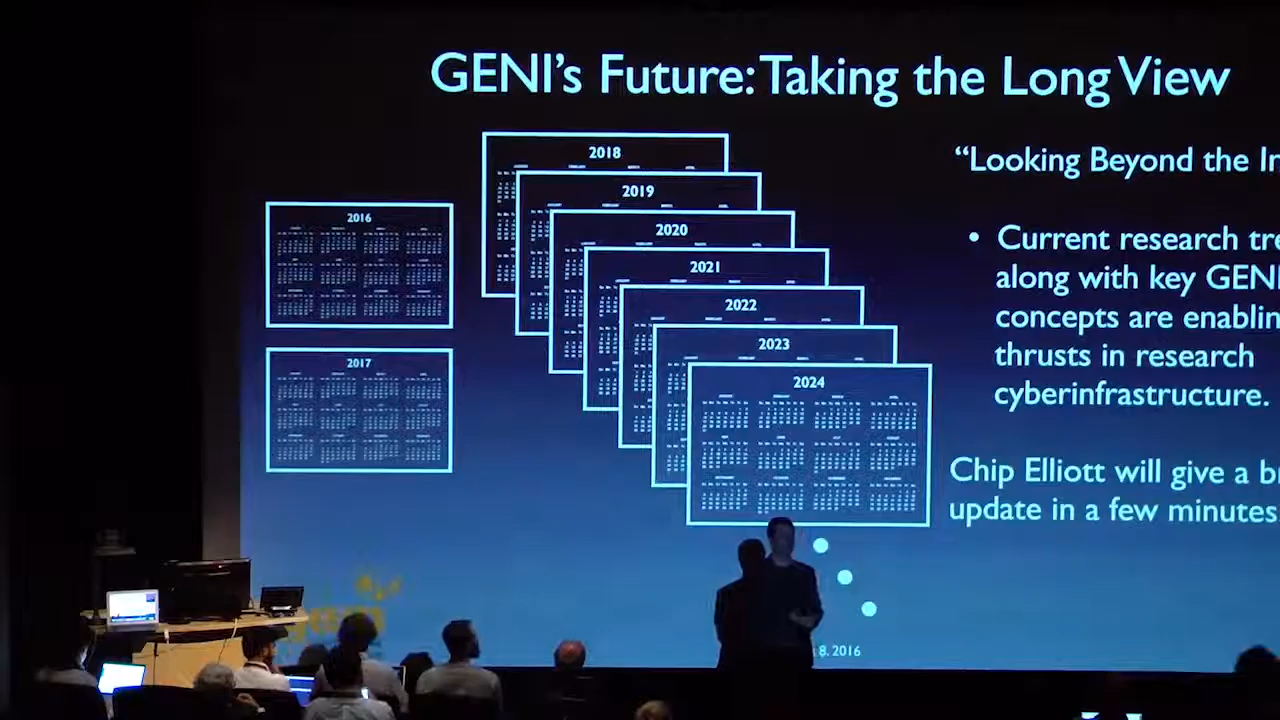 GENI's Future: Taking the Long View
2016
2017
2018
2019
2020
2021
2022
2023
2024
“Looking Beyond the In
• Current research tre
along with key GENI
concepts are enablin
thrusts in research
cyberinfrastructure.
Chip Elliott will give a br
update in a few minutes
8, 2016